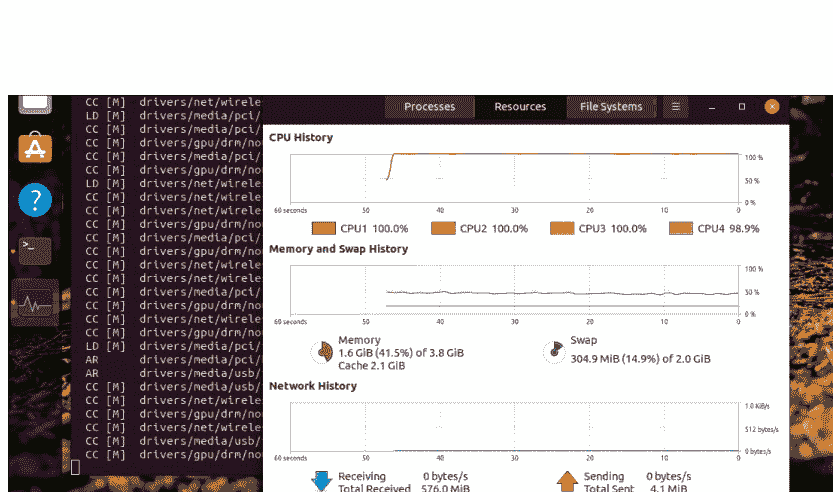 CC [M] drivers/net/wirele
LD [M] drivers/media/pci/
CC [M] drivers/media/pci/
CC [M] drivers/gpu/drm/no
CC [M] drivers/media/pci/
CC [M] drivers/media/pci/
LD [M] drivers/net/wirele
CC [M] drivers/net/wirele
CC [M] drivers/net/wirele
CC [M] drivers/gpu/drm/no
CC [M] drivers/media/pci/
CC [M] drivers/gpu/drm/no
CC [M] drivers/net/wirele
CC [M] drivers/net/wirele
CC [M] drivers/media/pci/
CC [M] drivers/gpu/drm/no
CC [M] drivers/net/wirele
CC [M] drivers/gpu/drm/no
LD [M] drivers/media/pci/
AR drivers/media/pci/
AR drivers/media/usb/
CC [M] drivers/media/usb/
CC [M] drivers/net/wirele
CC [M] drivers/gpu/drm/no
CC [M] drivers/net/wirele
CC [M] drivers/media/usb/
CC [M] drivers/gpu/drm/no
Processes Resources File Systems
CPU History
100 %
50 %
60 seconds 50 40 30 20 10 0
CPU1 100.0% CPU2 100.0% CPU3 100.0% CPU4 98.9%
Memory and Swap History
100 %
50 %
0 %
60 seconds 50 40 30 20 10 0
Memory
1.6 GiB (41.5%) of 3.8 GiB
Cache 2.1 GiB
Swap
304.9 MiB (14.9%) of 2.0 GiB
Network History
1.0 KiB/s
512 bytes/s
0 bytes/s
60 seconds 50 40 30 20 10 0
Receiving 0 bytes/s
Total Received 576.0 MiB
Sending 0 bytes/s
Total Sent 4.1 MiB